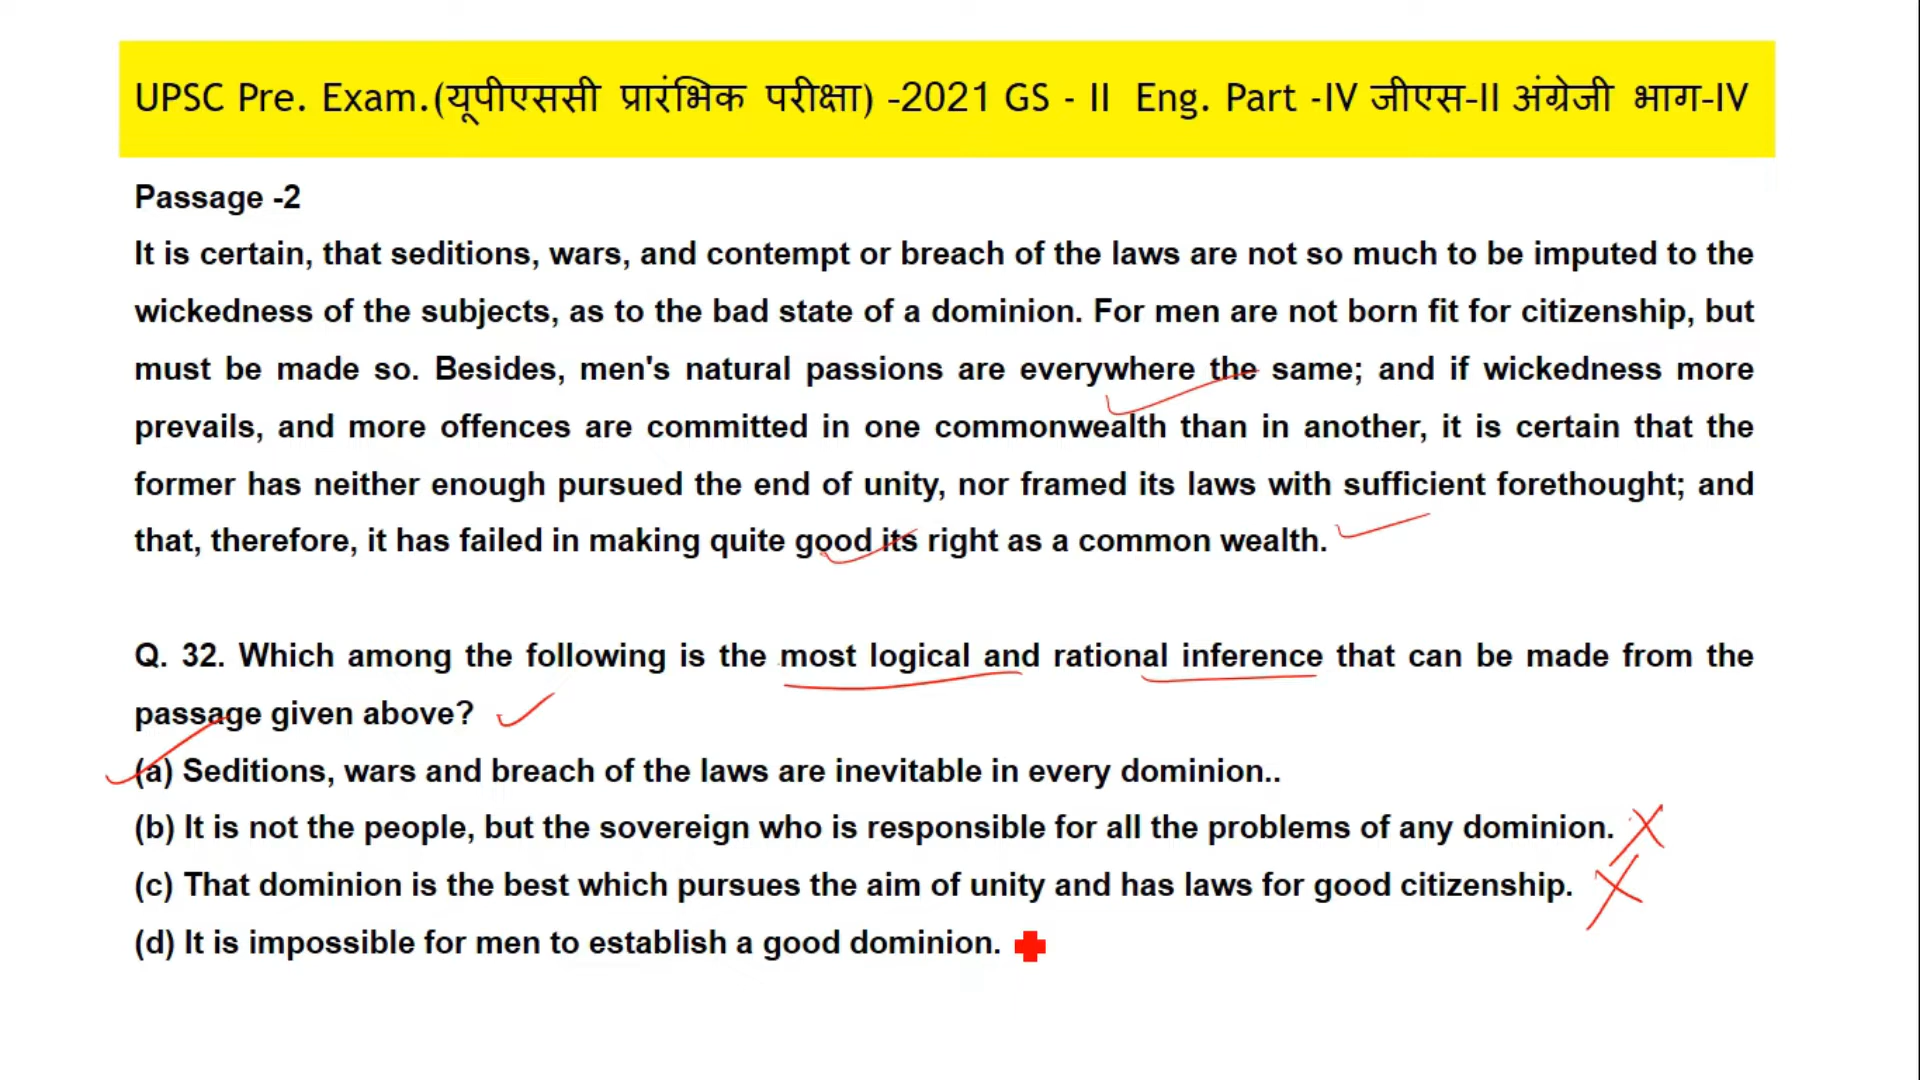 UPSC Pre. Exam.(यूपीएससी प्रारंभिक परीक्षा) -2021 GS - II Eng. Part -IV जीएस-II अंग्रेजी भाग-IV
Passage -2
It is certain, that seditions, wars, and contempt or breach of the laws are not so much to be imputed to the
wickedness of the subjects, as to the bad state of a dominion. For men are not born fit for citizenship, but
must be made so. Besides, men's natural passions are everywhere the same; and if wickedness more
prevails, and more offences are committed in one commonwealth than in another, it is certain that the
former has neither enough pursued the end of unity, nor framed its laws with sufficient forethought; and
that, therefore, it has failed in making quite good its right as a common wealth.
Q. 32. Which among the following is the most logical and rational inference that can be made from the
passage given above?
(a) Seditions, wars and breach of the laws are inevitable in every dominion..
(b) It is not the people, but the sovereign who is responsible for all the problems of any dominion.
(c) That dominion is the best which pursues the aim of unity and has laws for good citizenship.
(d) It is impossible for men to establish a good dominion.